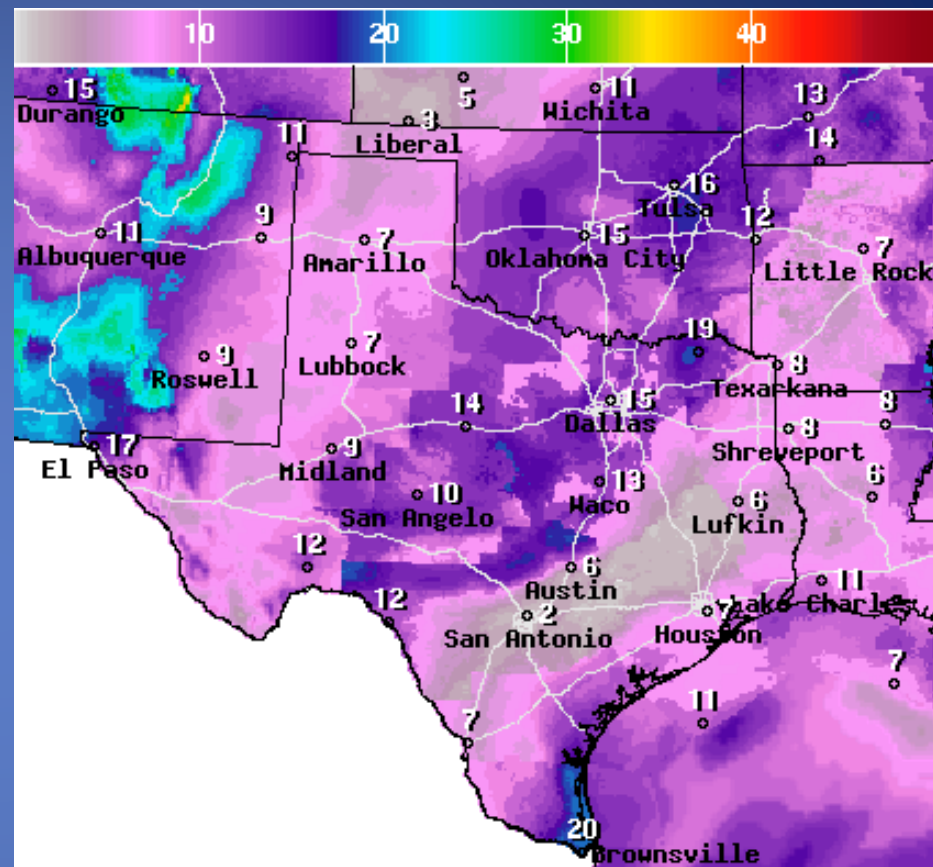 10 20 30 40
15
Durango
5
11
Wichita
3
Liberal
13
14
11
16
Tulsa
11
Albuquerque
9
7
Amarillo
15
Oklahoma City
12
7
Little Rock
9
Roswell
7
Lubbock
19
8
Texarkana
15
Dallas
14
8
Shreveport
8
17
El Paso
9
Midland
10
San Angelo
13
Waco
6
Lufkin
6
12
6
Austin
11
Lake Charles
12
2
San Antonio
7
Houston
7
11
7
20
Brownsville